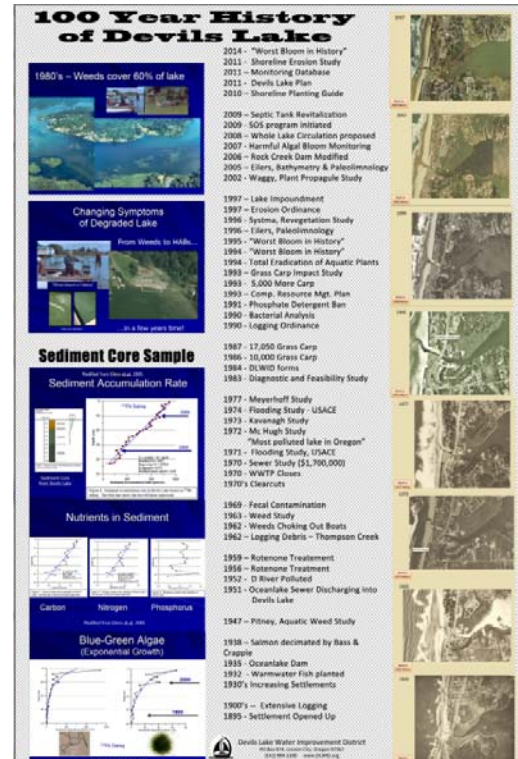 100 Year History
of Devils Lake
1980's – Weeds cover 60% of lake
Changing Symptoms
of Degraded Lake
From Weeds to HABs...
...in a few years time!
Sediment Core Sample
Sediment Accumulation Rate
Sediment Core
from Devils Lake
Nutrients in Sediment
Carbon
Nitrogen
Phosphorus
Blue-Green Algae
(Exponential Growth)
2014 - "Worst Bloom in History"
2011 - Shoreline Erosion Study
2011 – Monitoring Database
2011 - Devils Lake Plan
2010 – Shoreline Planting Guide
2009 – Septic Tank Revitalization
2009 - SOS program initiated
2008 – Whole Lake Circulation proposed
2007 - Harmful Algal Bloom Monitoring
2006 – Rock Creek Dam Modified
2005 - Eilers, Bathymetry & Paleolimnology
2002 - Waggy, Plant Propagule Study
1997 - Lake Impoundment
1997 – Erosion Ordinance
1996 - Systma, Revegetation Study
1996 - Eilers, Paleolimnology
1995 - "Worst Bloom in History"
1994 - "Worst Bloom in History"
1994 - Total Eradication of Aquatic Plants
1993 – Grass Carp Impact Study
1993 - 5,000 More Carp
1993 – Comp. Resource Mgt. Plan
1991 - Phosphate Detergent Ban
1990 - Bacterial Analysis
1990 - Logging Ordinance
1987 - 17,050 Grass Carp
1986 - 10,000 Grass Carp
1984 - DLWID forms
1983 - Diagnostic and Feasibility Study
1977 - Meyerhoff Study
1974 - Flooding Study - USACE
1973 - Kavanagh Study
1972 - Mc Hugh Study
"Most polluted lake in Oregon"
1971 - Flooding Study, USACE
1970 - Sewer Study ($1,700,000)
1970 - WWTP Closes
1970's Clearcuts
1969 - Fecal Contamination
1963 - Weed Study
1962 - Weeds Choking Out Boats
1962 – Logging Debris – Thompson Creek
1959 – Rotenone Treatement
1956 - Rotenone Treatment
1952 - D River Polluted
1951 - Oceanlake Sewer Discharging into
Devils Lake
1947 – Pitney, Aquatic Weed Study
1938 – Salmon decimated by Bass &
Crappie
1935 - Oceanlake Dam
1932 - Warmwater Fish planted
1930's Increasing Settlements
1900's -- Extensive Logging
1895 - Settlement Opened Up
Devils Lake Water Improvement District